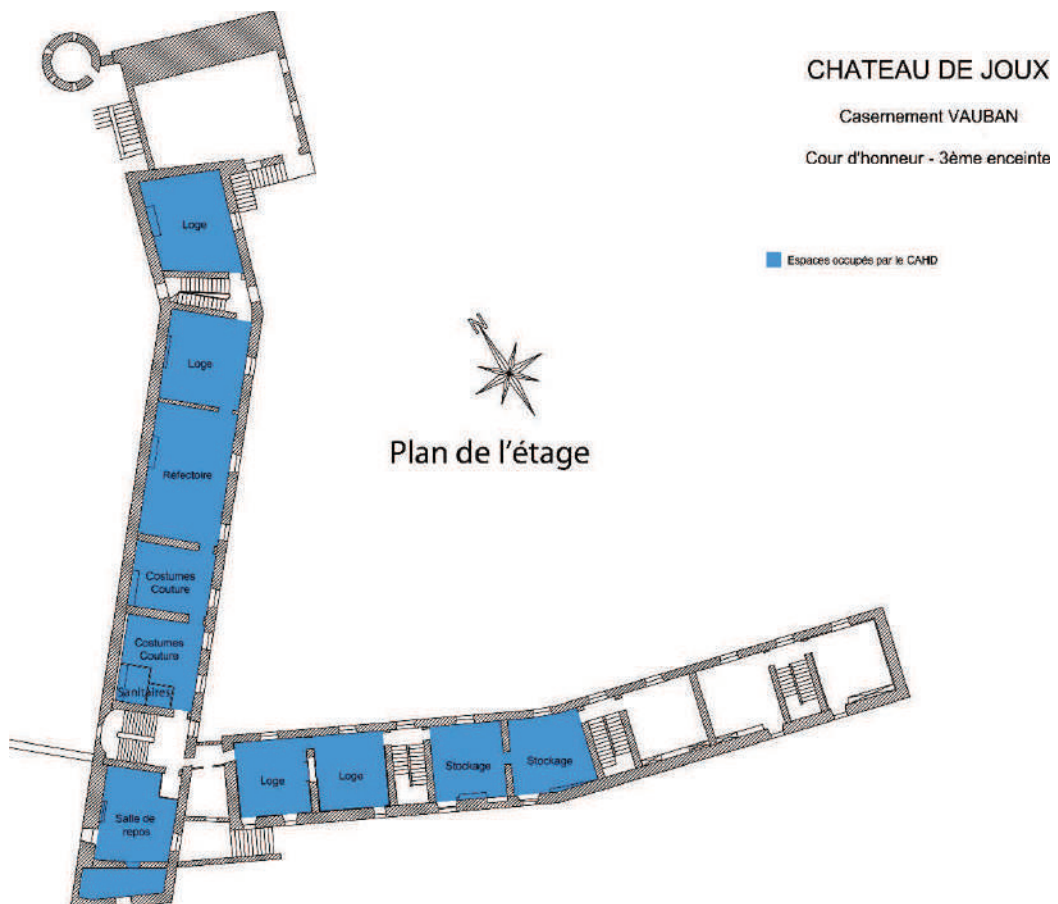 CHATEAU DE JOUX
Casernement VAUBAN
Cour d'honneur - 3ème enceinte
Espaces occupés par le CAHD
N
Plan de l'étage
Loge
Loge
Réfectoire
Costumes
Couture
Costumes
Couture
Sanitaires
Loge
Loge
Stockage
Stockage
Salle de
repos